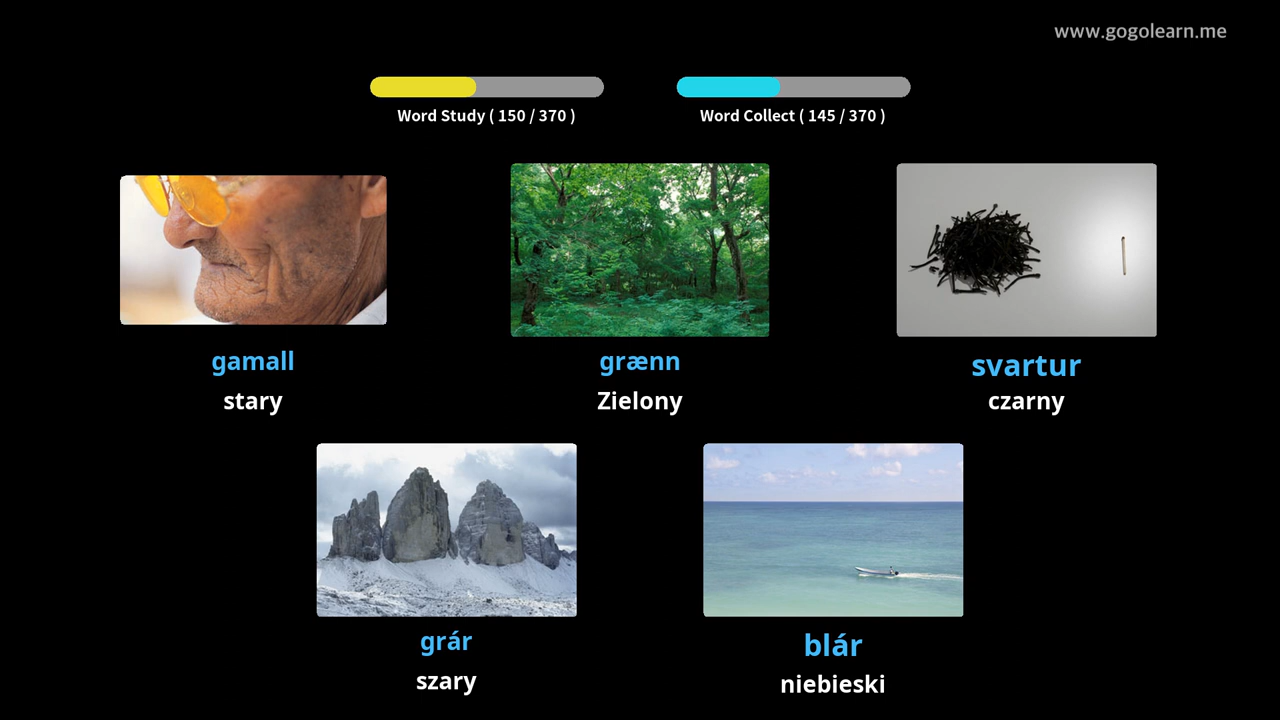 www.gogolearn.me
Word Study ( 150 / 370 )
Word Collect ( 145 / 370 )
gamall
stary
grænn
Zielony
svartur
czarny
grár
szary
blár
niebieski